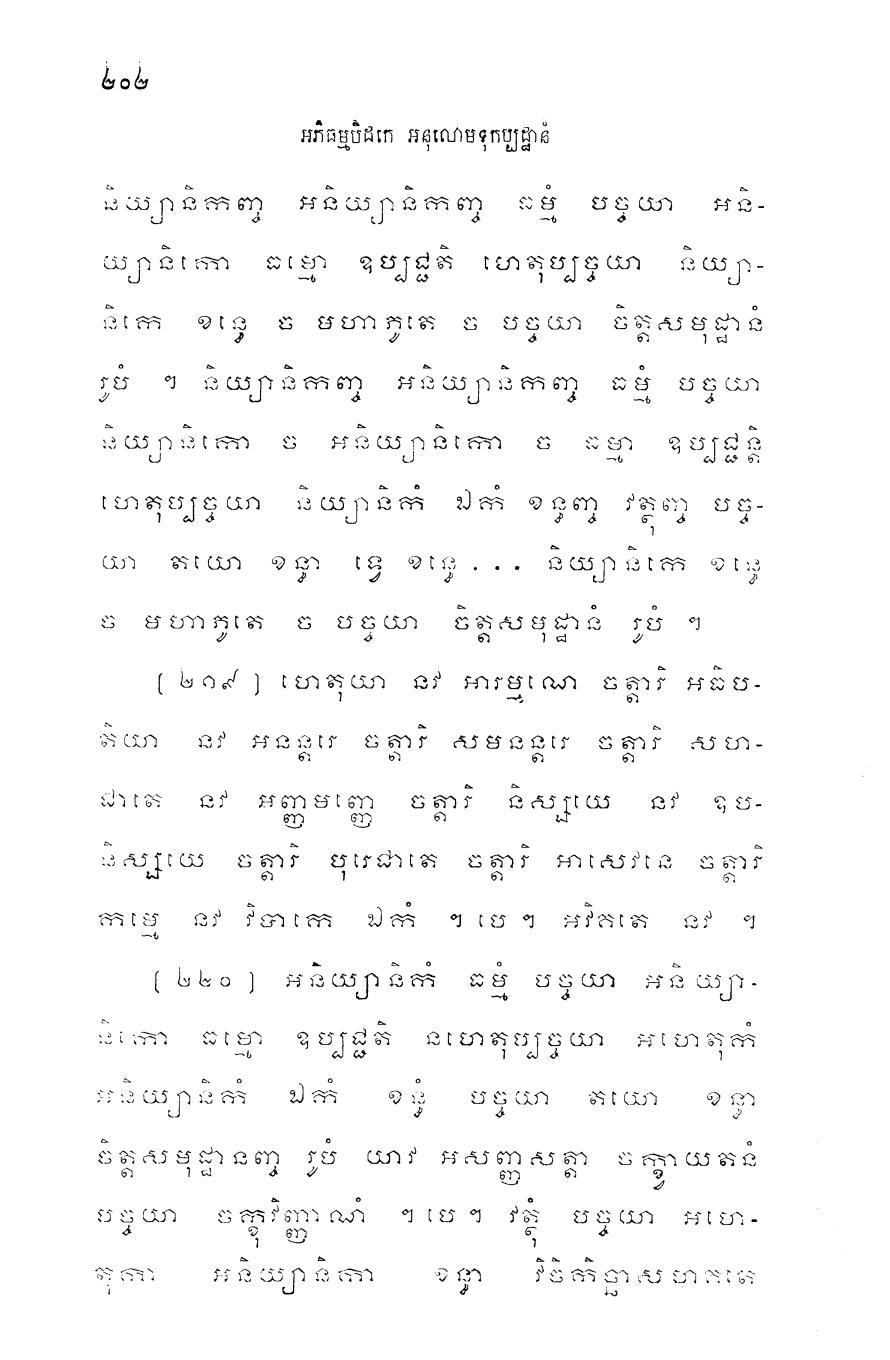 ២០២
អភិធម្មបិដកេ អនុលោមទុកប្បដ្ឋានំ
និយ្យានិកញ្ច អនិយ្យានិកញ្ច ធម្មំ បច្ចយា អនិ-
យ្យានិកោ ធម្មោ ឧប្បជ្ជតិ ហេតុប្បច្ចយា និយ្យា-
និកេ ខន្ធេ ច មហាភូតេ ច បច្ចយា ចិត្តសមុដ្ឋានំ
រូបំ ។ និយ្យានិកញ្ច អនិយ្យានិកញ្ច ធម្មំ បច្ចយា
និយ្យានិកោ ច អនិយ្យានិកោ ច ធម្មា ឧប្បជ្ជន្តិ
ហេតុប្បច្ចយា និយ្យានិកំ ឯកំ ខន្ធញ្ច វត្ថុញ្ច បច្ច-
យា តយោ ខន្ធា ទ្វេ ខន្ធេ ... និយ្យានិកេ ខន្ធេ
ច មហាភូតេ ច បច្ចយា ចិត្តសមុដ្ឋានំ រូបំ ។
[ ២១៩ ] ហេតុយា នវ អារម្មណេ ចត្តារិ អធិប-
តិយា នវ អនន្តរេ ចត្តារិ សមនន្តរេ ចត្តារិ សហ-
ជាតេ នវ អញ្ញមញ្ញេ ចត្តារិ និស្សយេ នវ ឧប-
និស្សយេ ចត្តារិ បុរេជាតេ ចត្តារិ អាសេវនេ ចត្តារិ
កម្មេ នវ វិបាកេ ឯកំ ។ បេ ។ អវិគតេ នវ ។
[ ២២០ ] អនិយ្យានិកំ ធម្មំ បច្ចយា អនិយ្យា-
និកោ ធម្មោ ឧប្បជ្ជតិ នហេតុប្បច្ចយា អហេតុកំ
អនិយ្យានិកំ ឯកំ ខន្ធំ បច្ចយា តយោ ខន្ធា
ចិត្តសមុដ្ឋានញ្ច រូបំ យាវ អសញ្ញសត្តា ចក្ខាយតនំ
បច្ចយា ចក្ខុវិញ្ញាណំ ។ បេ ។ វត្ថុំ បច្ចយា អហេ-
តុកា អនិយ្យានិកា ខន្ធា វិចិកិច្ឆាសហគតេ